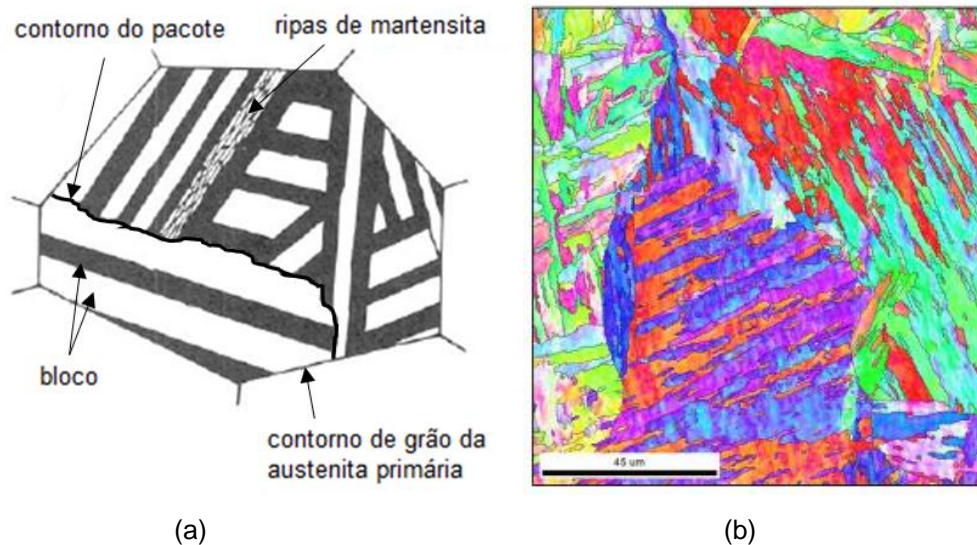 contorno do pacote
ripas de martensita
bloco
contorno de grão da
austenita primária
45 um
(a)
(b)